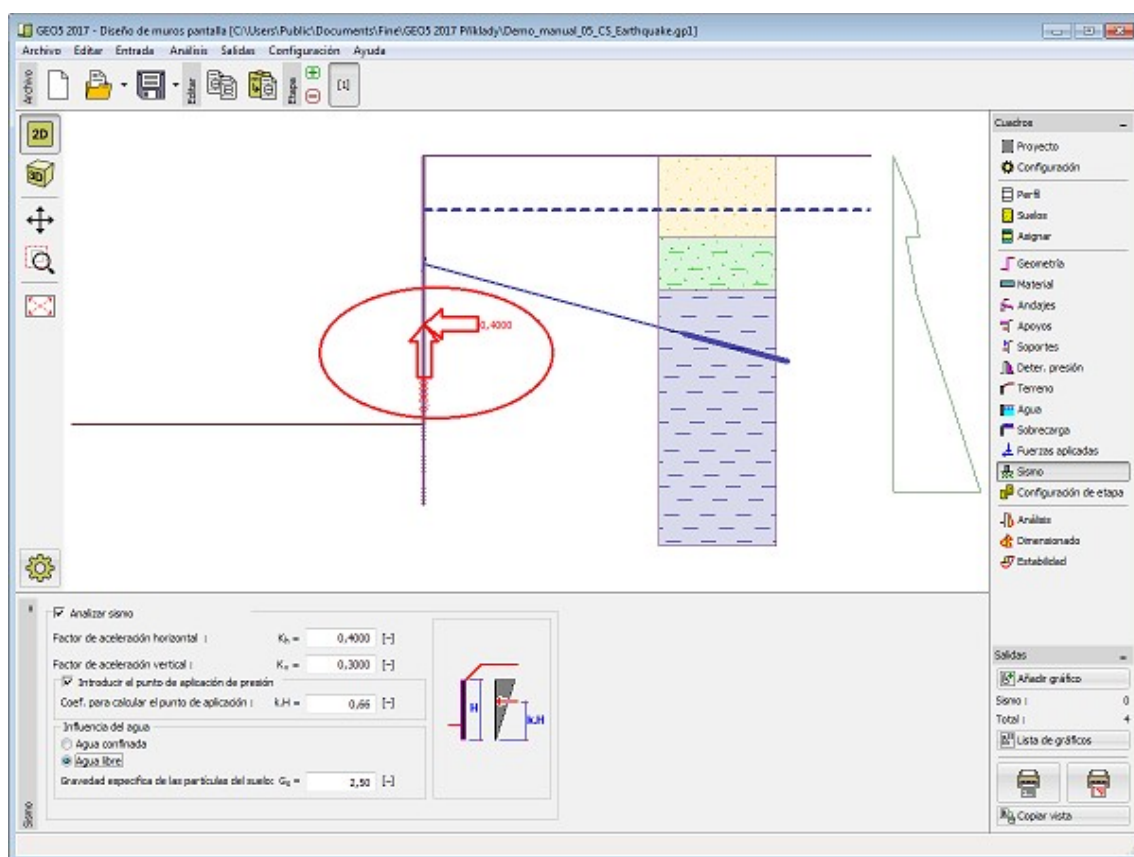 GEO5 2017 - Diseño de muros pantalla [C:\Users\Public\Documents\Fine\GEO5 2017 Příklady\Demo_manual_05_CS_Earthquake.gp1]
Archivo Editar Entrada Análisis Salidas Configuración Ayuda
Archivo
Editar
Etapa
[1]
2D
3D
0,4000
Cuadros
Proyecto
Configuración
Perfil
Suelos
Asignar
Geometría
Material
Anclajes
Apoyos
Soportes
Deter. presión
Terreno
Agua
Sobrecarga
Fuerzas aplicadas
Sismo
Configuración de etapa
Análisis
Dimensionado
Estabilidad
Sismo
Analizar sismo
Factor de aceleración horizontal : Kh = 0,4000 [-]
Factor de aceleración vertical : Kv = 0,3000 [-]
Introducir el punto de aplicación de presión
Coef. para calcular el punto de aplicación : k.H = 0,66 [-]
Influencia del agua
Agua confinada
Agua libre
Gravedad especifica de las partículas del suelo: Gs = 2,50 [-]
H
k.H
Salidas
Añadir gráfico
Sismo : 0
Total : 4
Lista de gráficos
Copiar vista